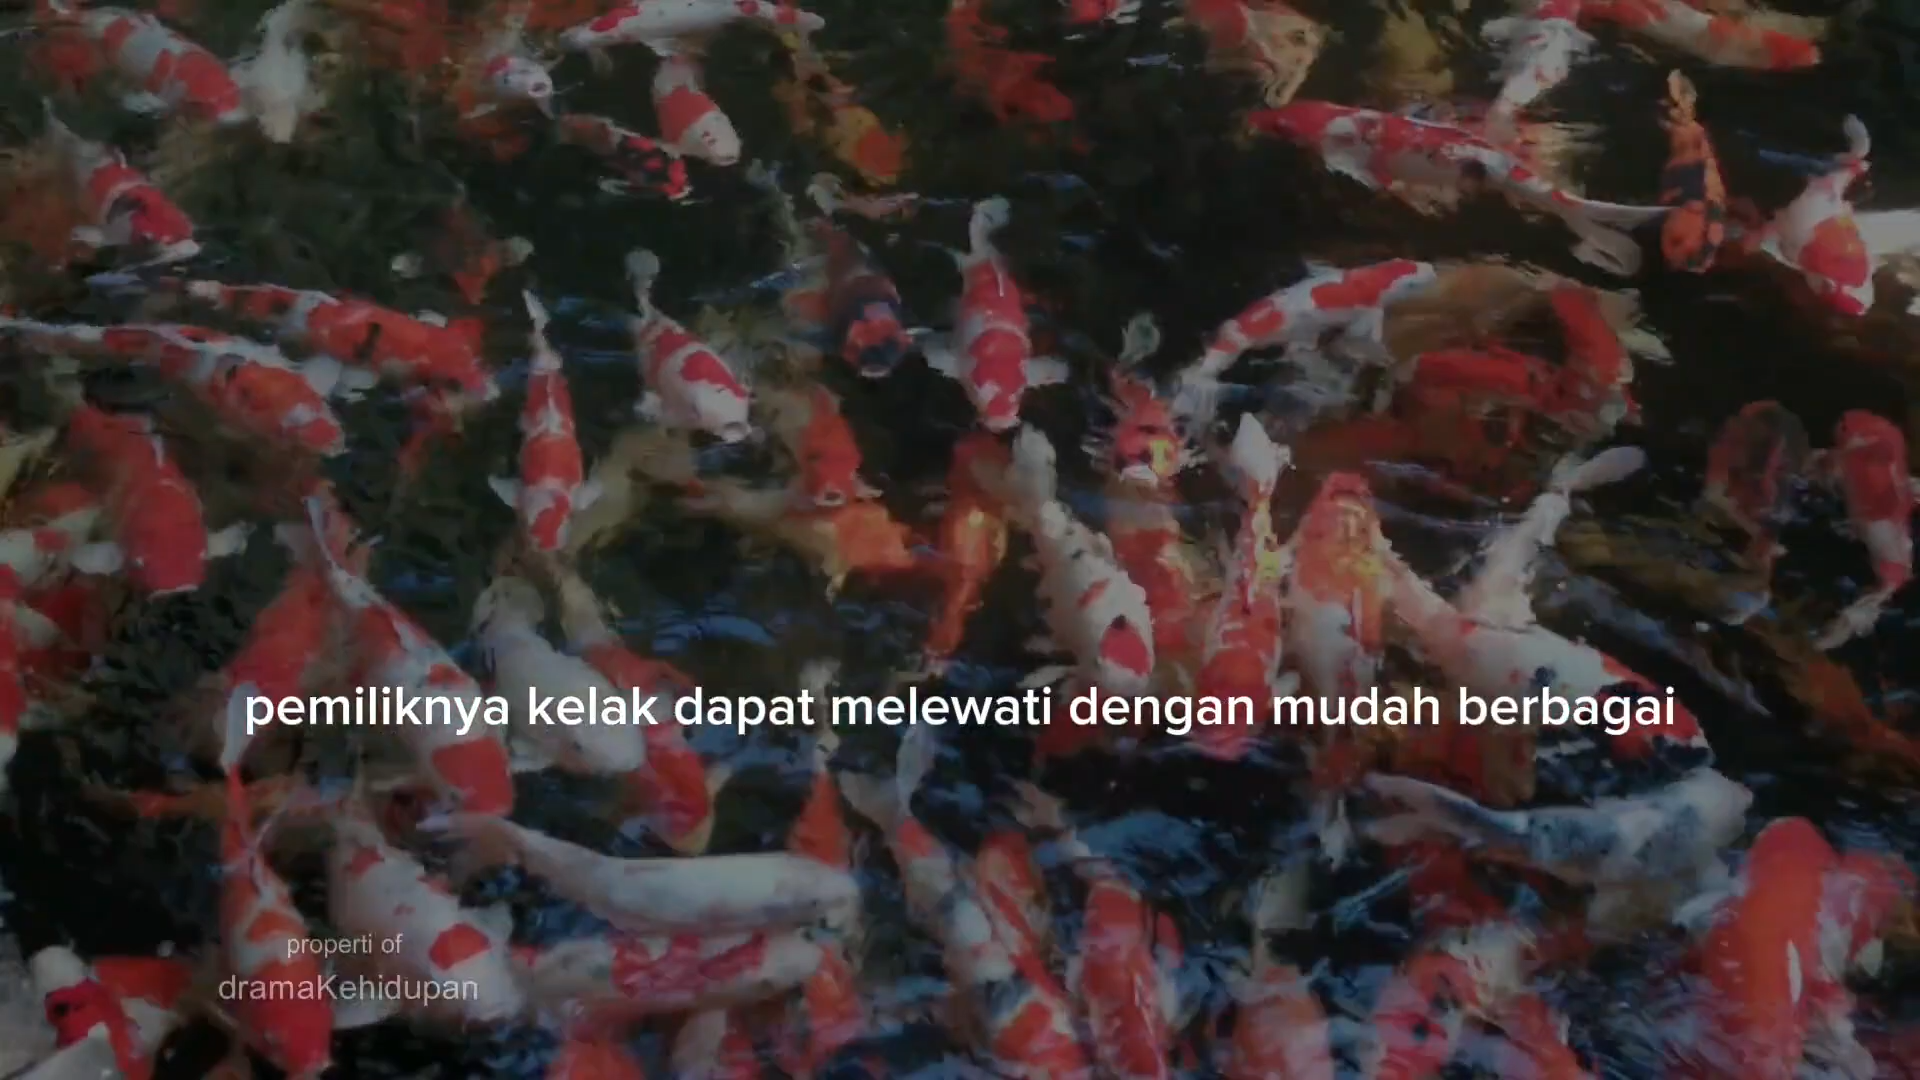 pemiliknya kelak dapat melewati dengan mudah berbagai
properti of
dramaKehidupan